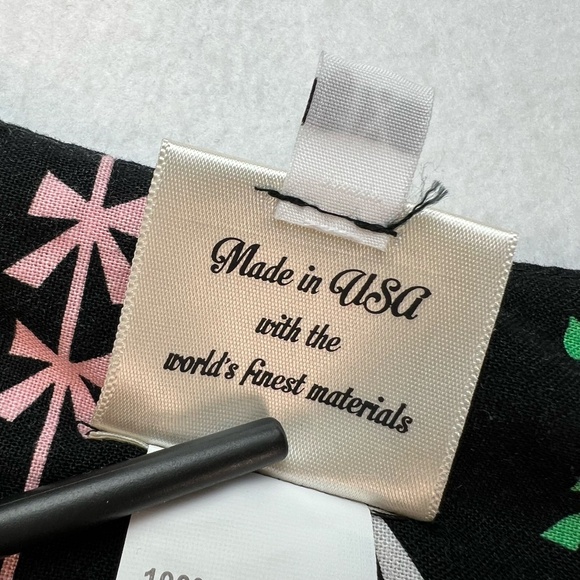 Made in USA
with the
world's finest materials